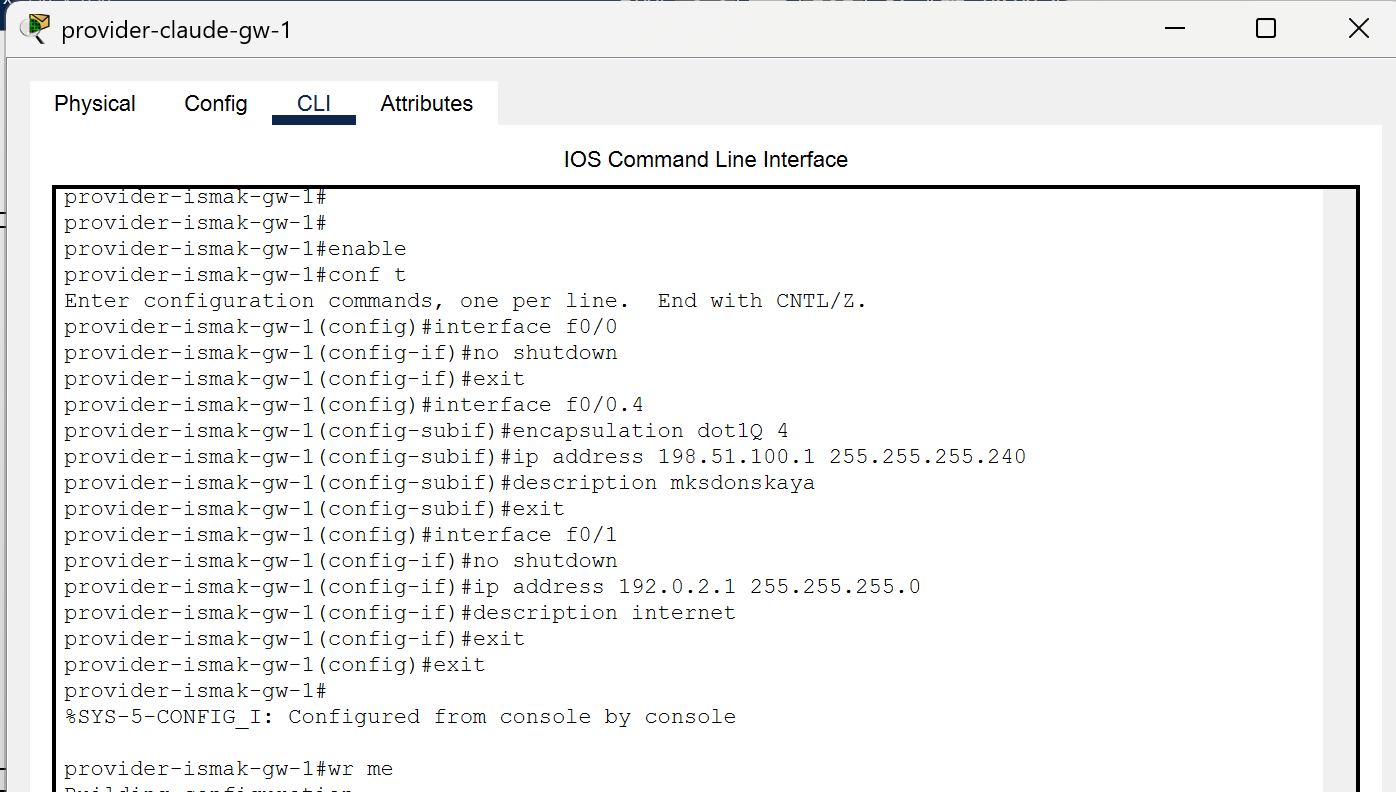 provider-claude-gw-1
Physical Config CLI Attributes
IOS Command Line Interface
provider-ismak-gw-1#
provider-ismak-gw-1#
provider-ismak-gw-1#enable
provider-ismak-gw-1#conf t
Enter configuration commands, one per line.  End with CNTL/Z.
provider-ismak-gw-1(config)#interface f0/0
provider-ismak-gw-1(config-if)#no shutdown
provider-ismak-gw-1(config-if)#exit
provider-ismak-gw-1(config)#interface f0/0.4
provider-ismak-gw-1(config-subif)#encapsulation dot1Q 4
provider-ismak-gw-1(config-subif)#ip address 198.51.100.1 255.255.255.240
provider-ismak-gw-1(config-subif)#description mksdonskaya
provider-ismak-gw-1(config-subif)#exit
provider-ismak-gw-1(config)#interface f0/1
provider-ismak-gw-1(config-if)#no shutdown
provider-ismak-gw-1(config-if)#ip address 192.0.2.1 255.255.255.0
provider-ismak-gw-1(config-if)#description internet
provider-ismak-gw-1(config-if)#exit
provider-ismak-gw-1(config)#exit
provider-ismak-gw-1#
%SYS-5-CONFIG_I: Configured from console by console
provider-ismak-gw-1#wr me
Building configuration